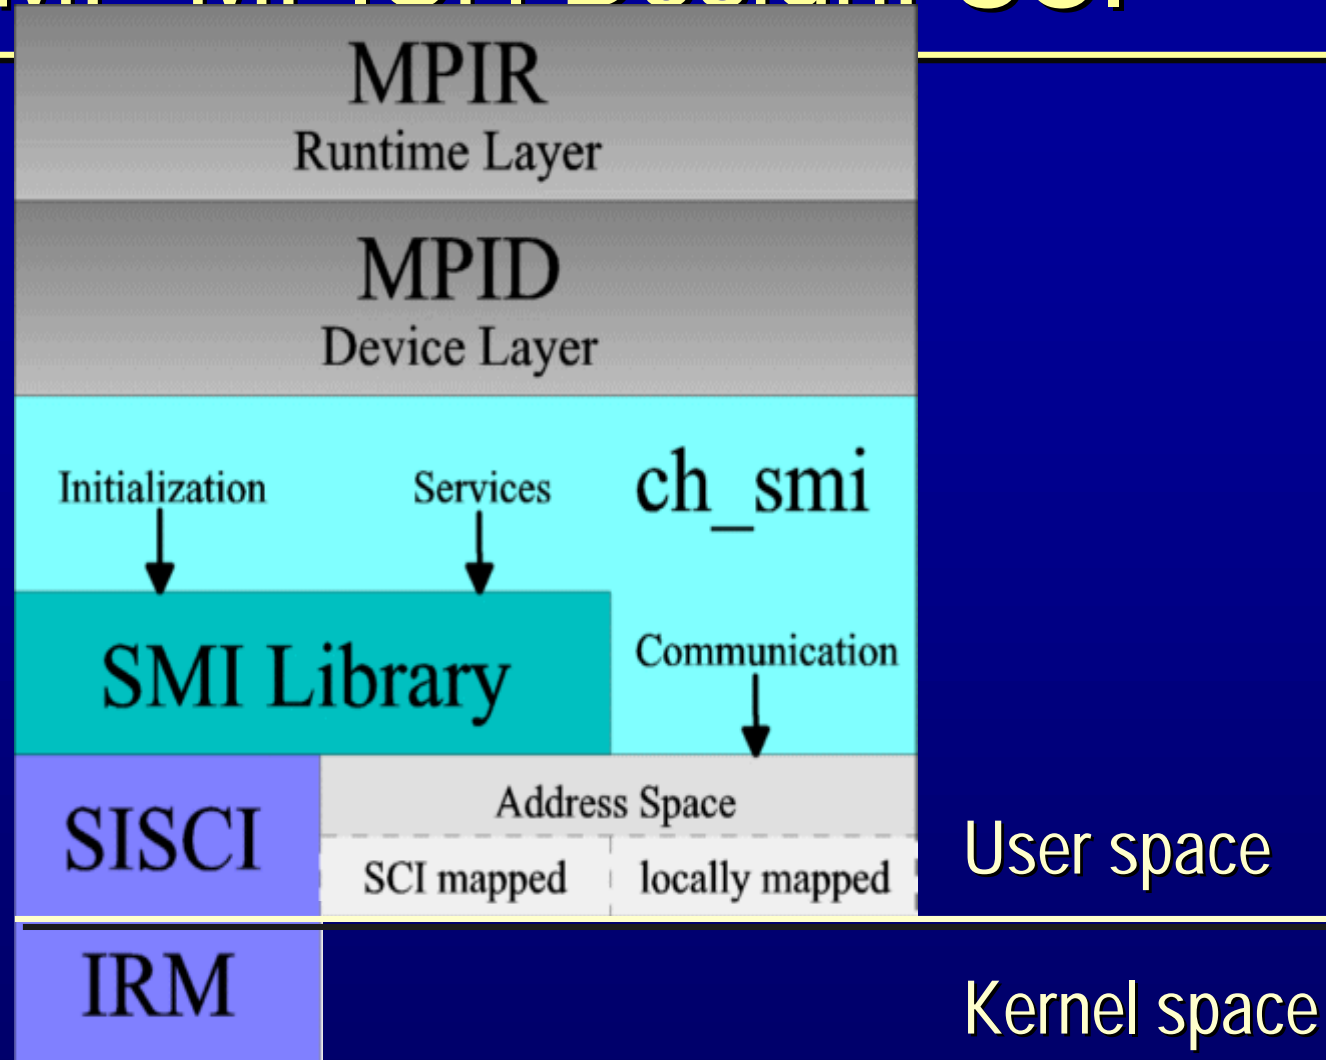 MPIR
Runtime Layer
MPID
Device Layer
Initialization
Services
ch_smi
SMI Library
Communication
SISCI
Address Space
SCI mapped
locally mapped
User space
IRM
Kernel space